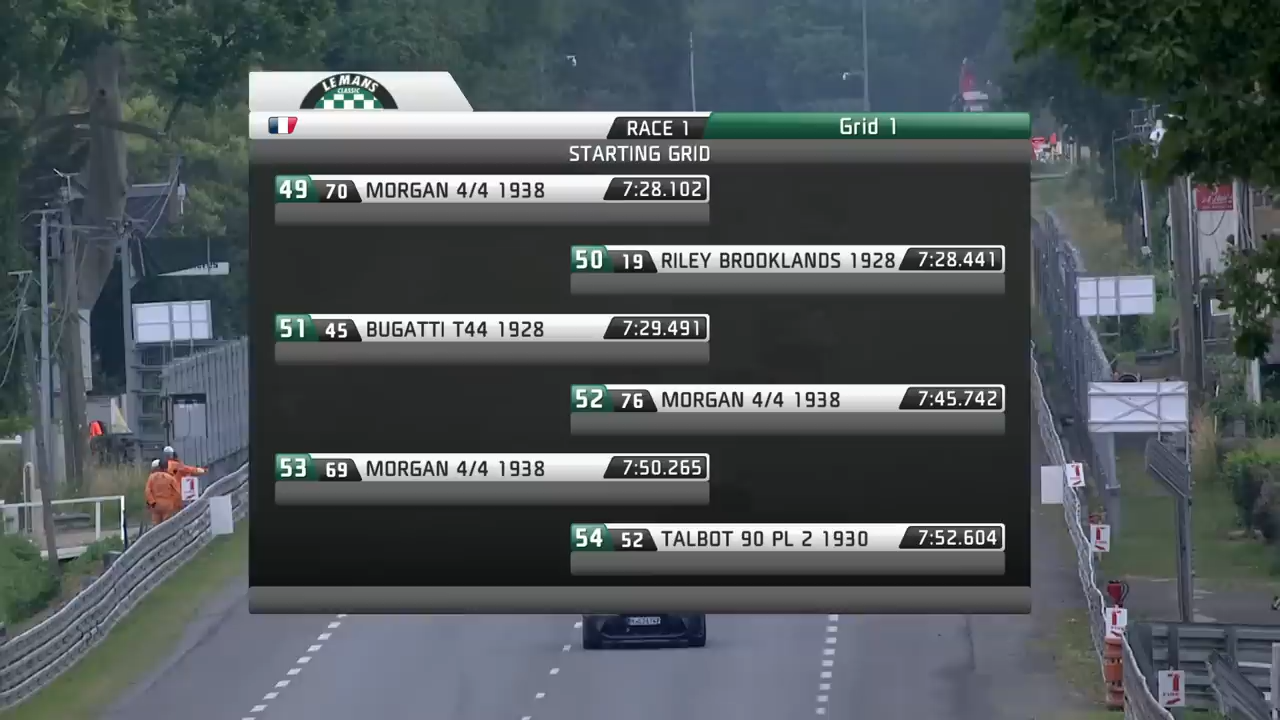 LE MANS
CLASSIC
RACE 1
Grid 1
STARTING GRID
49 70 MORGAN 4/4 1938 7:28.102
50 19 RILEY BROOKLANDS 1928 7:28.441
51 45 BUGATTI T44 1928 7:29.491
52 76 MORGAN 4/4 1938 7:45.742
53 69 MORGAN 4/4 1938 7:50.265
54 52 TALBOT 90 PL 2 1930 7:52.604